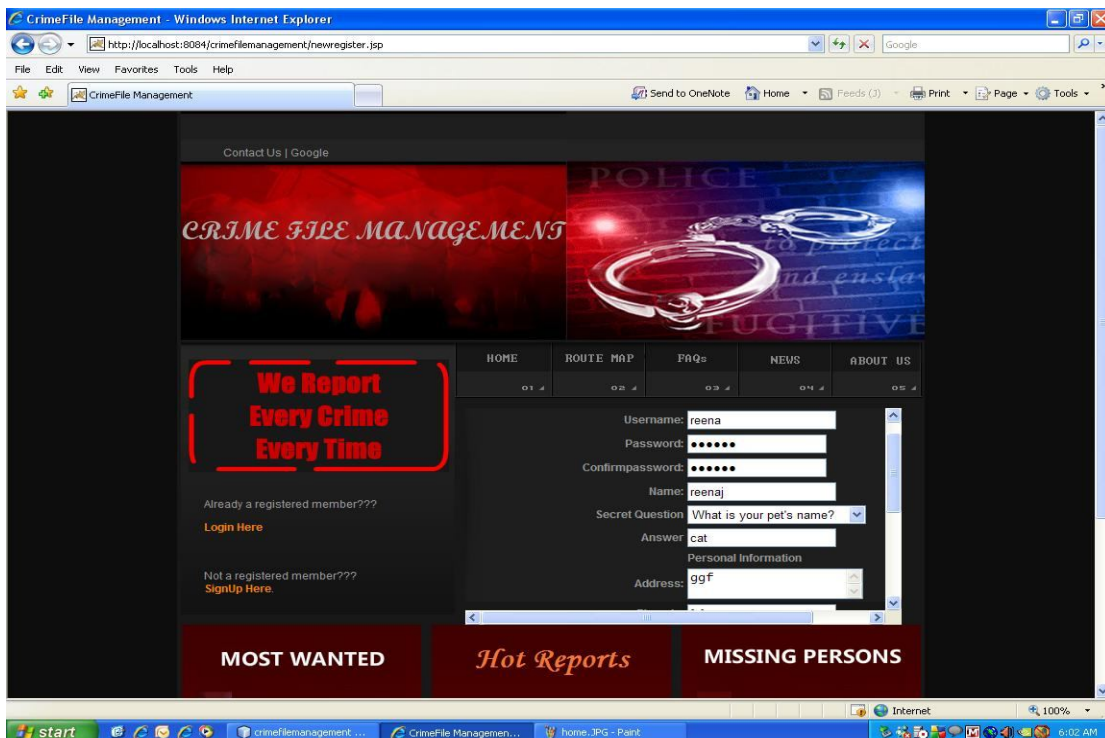 CrimeFile Management - Windows Internet Explorer
http://localhost:8084/crimefilemanagement/newregister.jsp
Google
File Edit View Favorites Tools Help
CrimeFile Management
Send to OneNote Home Feeds (J) Print Page Tools
Contact Us | Google
CRIME FILE MANAGEMENT
POLICE
to protect
and ensla
FUGITIVE
HOME ROUTE MAP FAQs NEWS ABOUT US
01 02 03 04 05
We Report
Every Crime
Every Time
Already a registered member???
Login Here
Not a registered member???
SignUp Here.
Username: reena
Password: ••••••
Confirmpassword: ••••••
Name: reenaj
Secret Question What is your pet's name?
Answer cat
Personal Information
Address: ggf
MOST WANTED
Hot Reports
MISSING PERSONS
Internet
100%
start
crimefilemanagement ...
CrimeFile Managemen...
home.JPG - Paint
6:02 AM